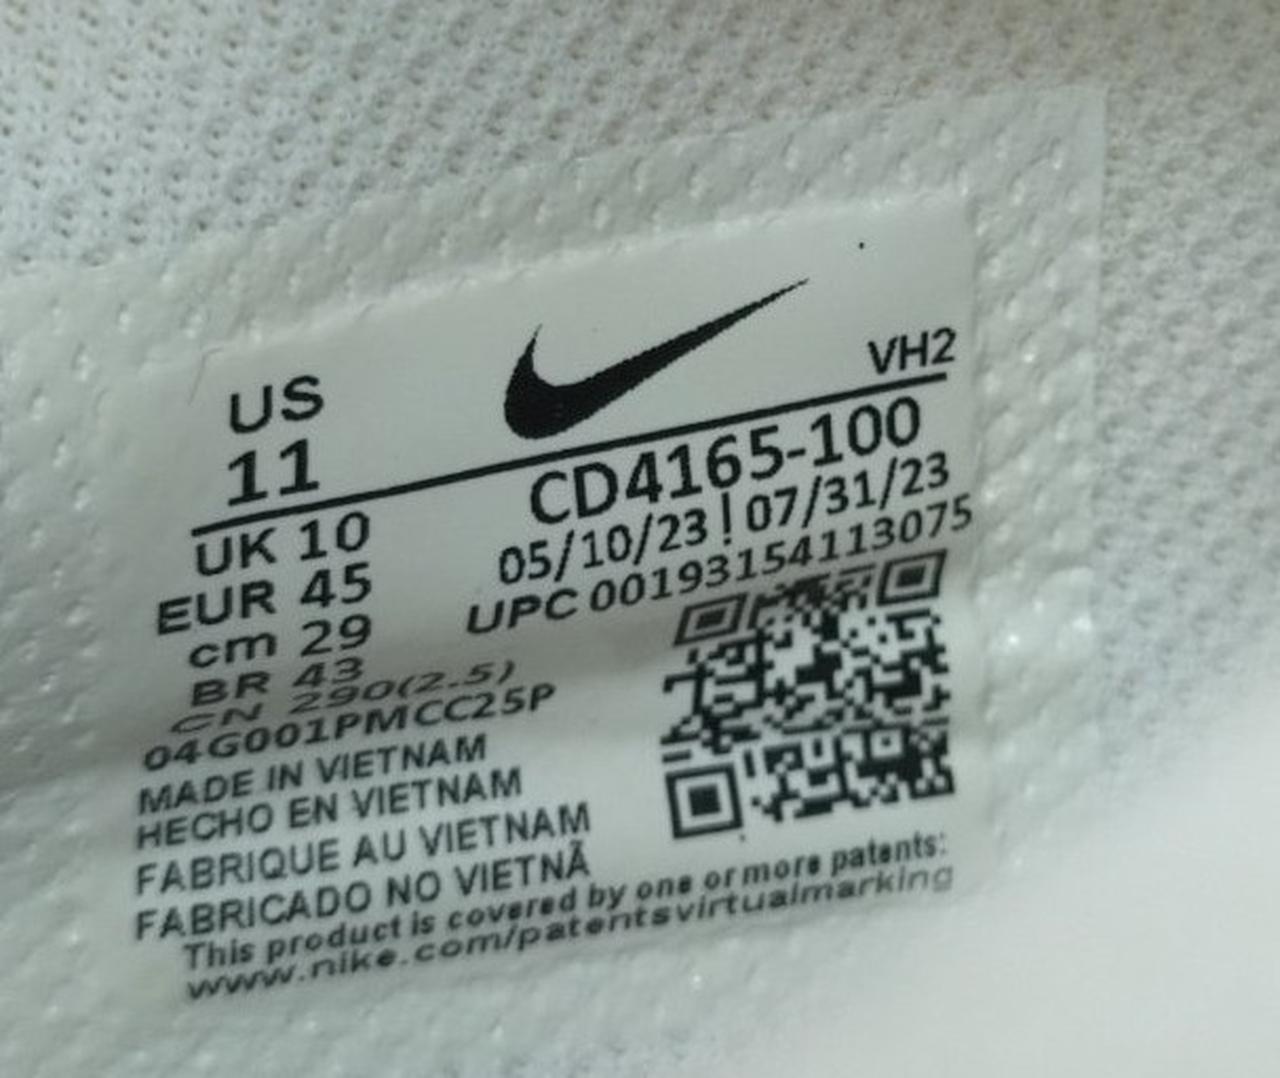 US
11
VH2
UK 10
EUR 45
cm 29
BR 43
CN 290(2.5)
CD4165-100
05/10/23 | 07/31/23
UPC 00193154113075
04G001PMCC25P
MADE IN VIETNAM
HECHO EN VIETNAM
FABRIQUE AU VIETNAM
FABRICADO NO VIETNÃ
This product is covered by one or more patents:
www.nike.com/patentsvirtualmarking